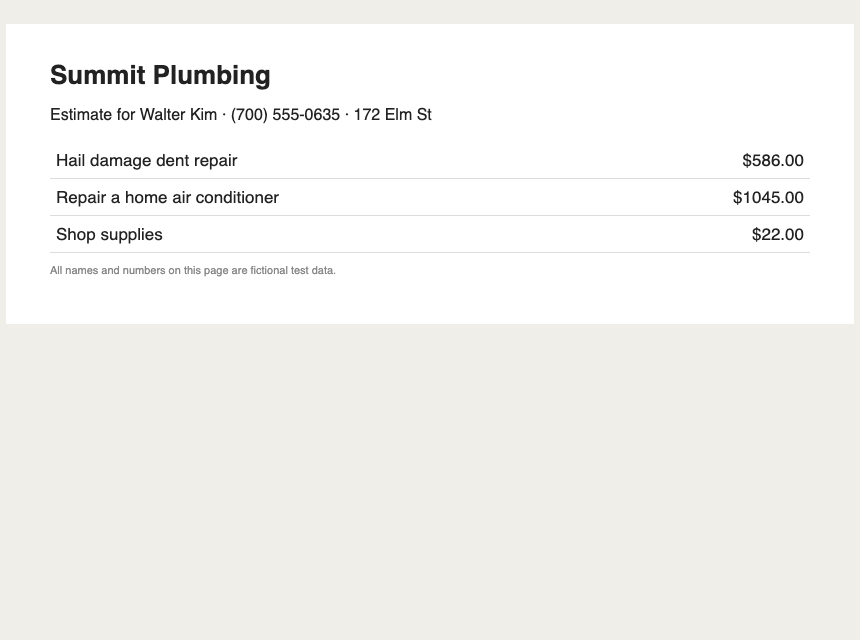 Summit Plumbing
Estimate for Walter Kim · (700) 555-0635 · 172 Elm St
Hail damage dent repair $586.00
Repair a home air conditioner $1045.00
Shop supplies $22.00
All names and numbers on this page are fictional test data.